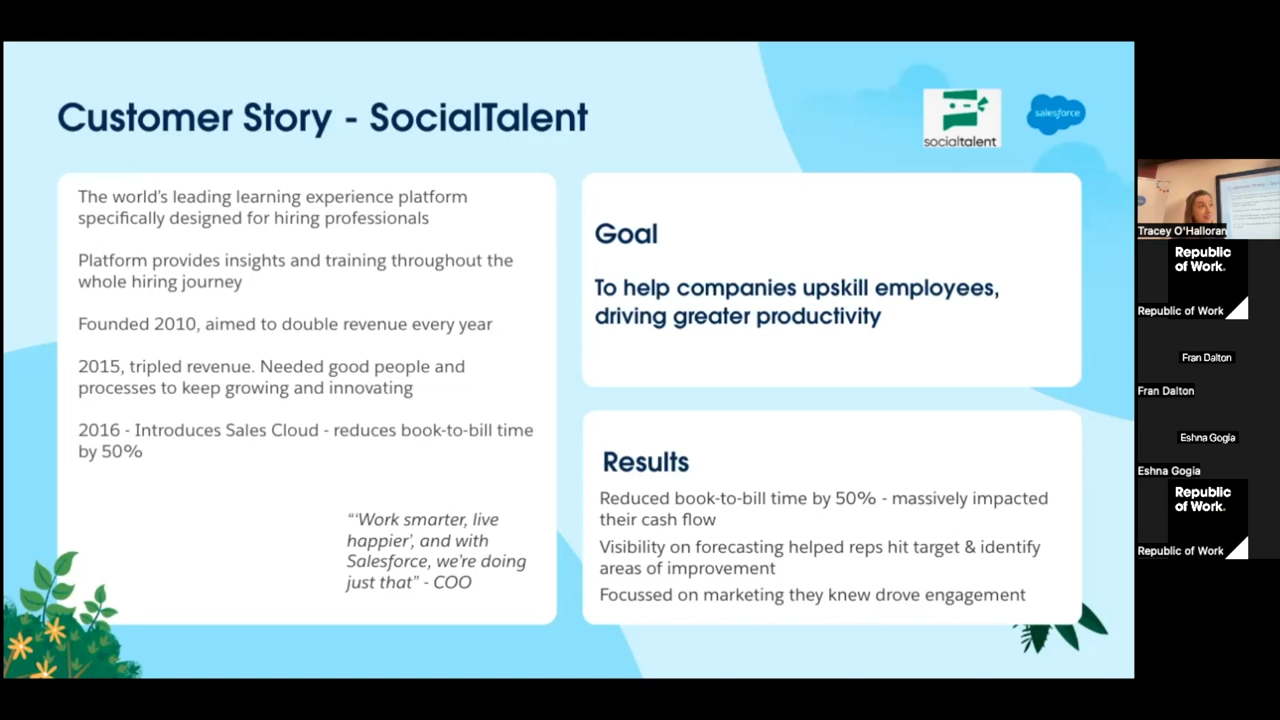 Customer Story - SocialTalent
socialtalent
salesforce
The world's leading learning experience platform
specifically designed for hiring professionals
Platform provides insights and training throughout the
whole hiring journey
Founded 2010, aimed to double revenue every year
2015, tripled revenue. Needed good people and
processes to keep growing and innovating
2016 - Introduces Sales Cloud - reduces book-to-bill time
by 50%
"'Work smarter, live
happier', and with
Salesforce, we're doing
just that" - COO
Goal
To help companies upskill employees,
driving greater productivity
Results
Reduced book-to-bill time by 50% - massively impacted
their cash flow
Visibility on forecasting helped reps hit target & identify
areas of improvement
Focussed on marketing they knew drove engagement
Tracey O'Halloran
Republic
of Work.
Republic of Work
Fran Dalton
Fran Dalton
Eshna Gogia
Eshna Gogia
Republic
of Work.
Republic of Work